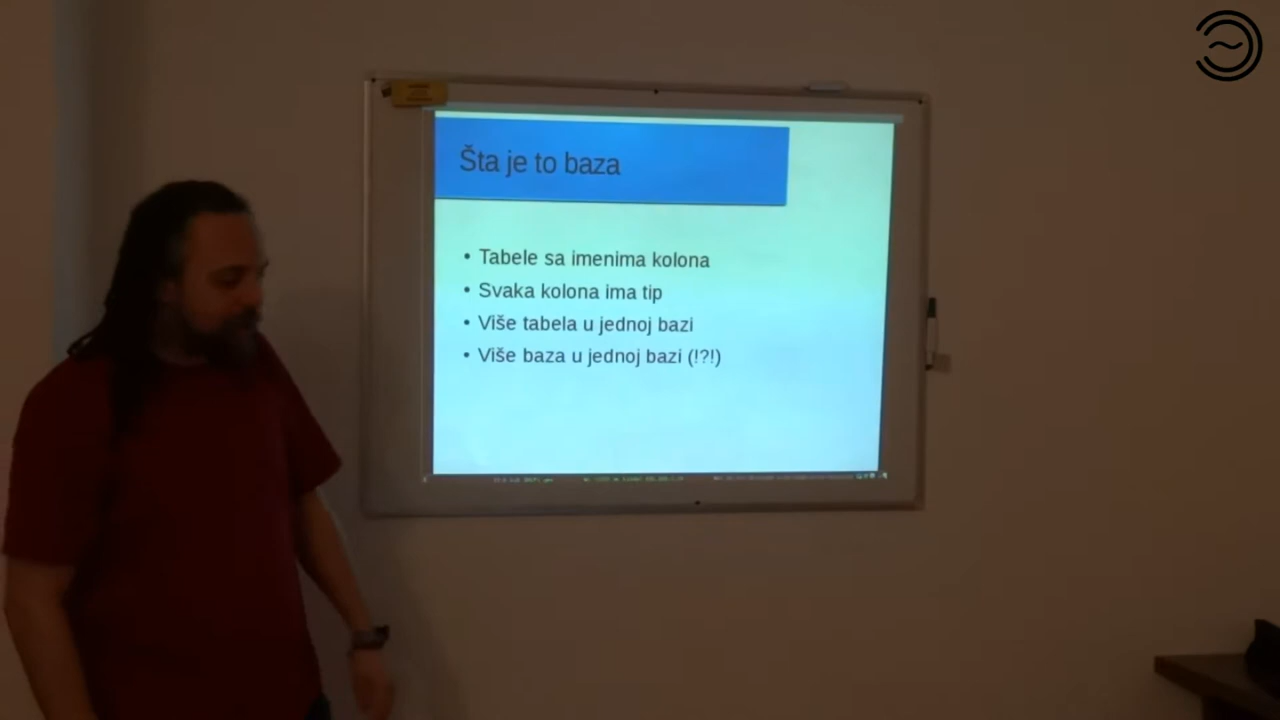 Šta je to baza
• Tabele sa imenima kolona
• Svaka kolona ima tip
• Više tabela u jednoj bazi
• Više baza u jednoj bazi (!?!)